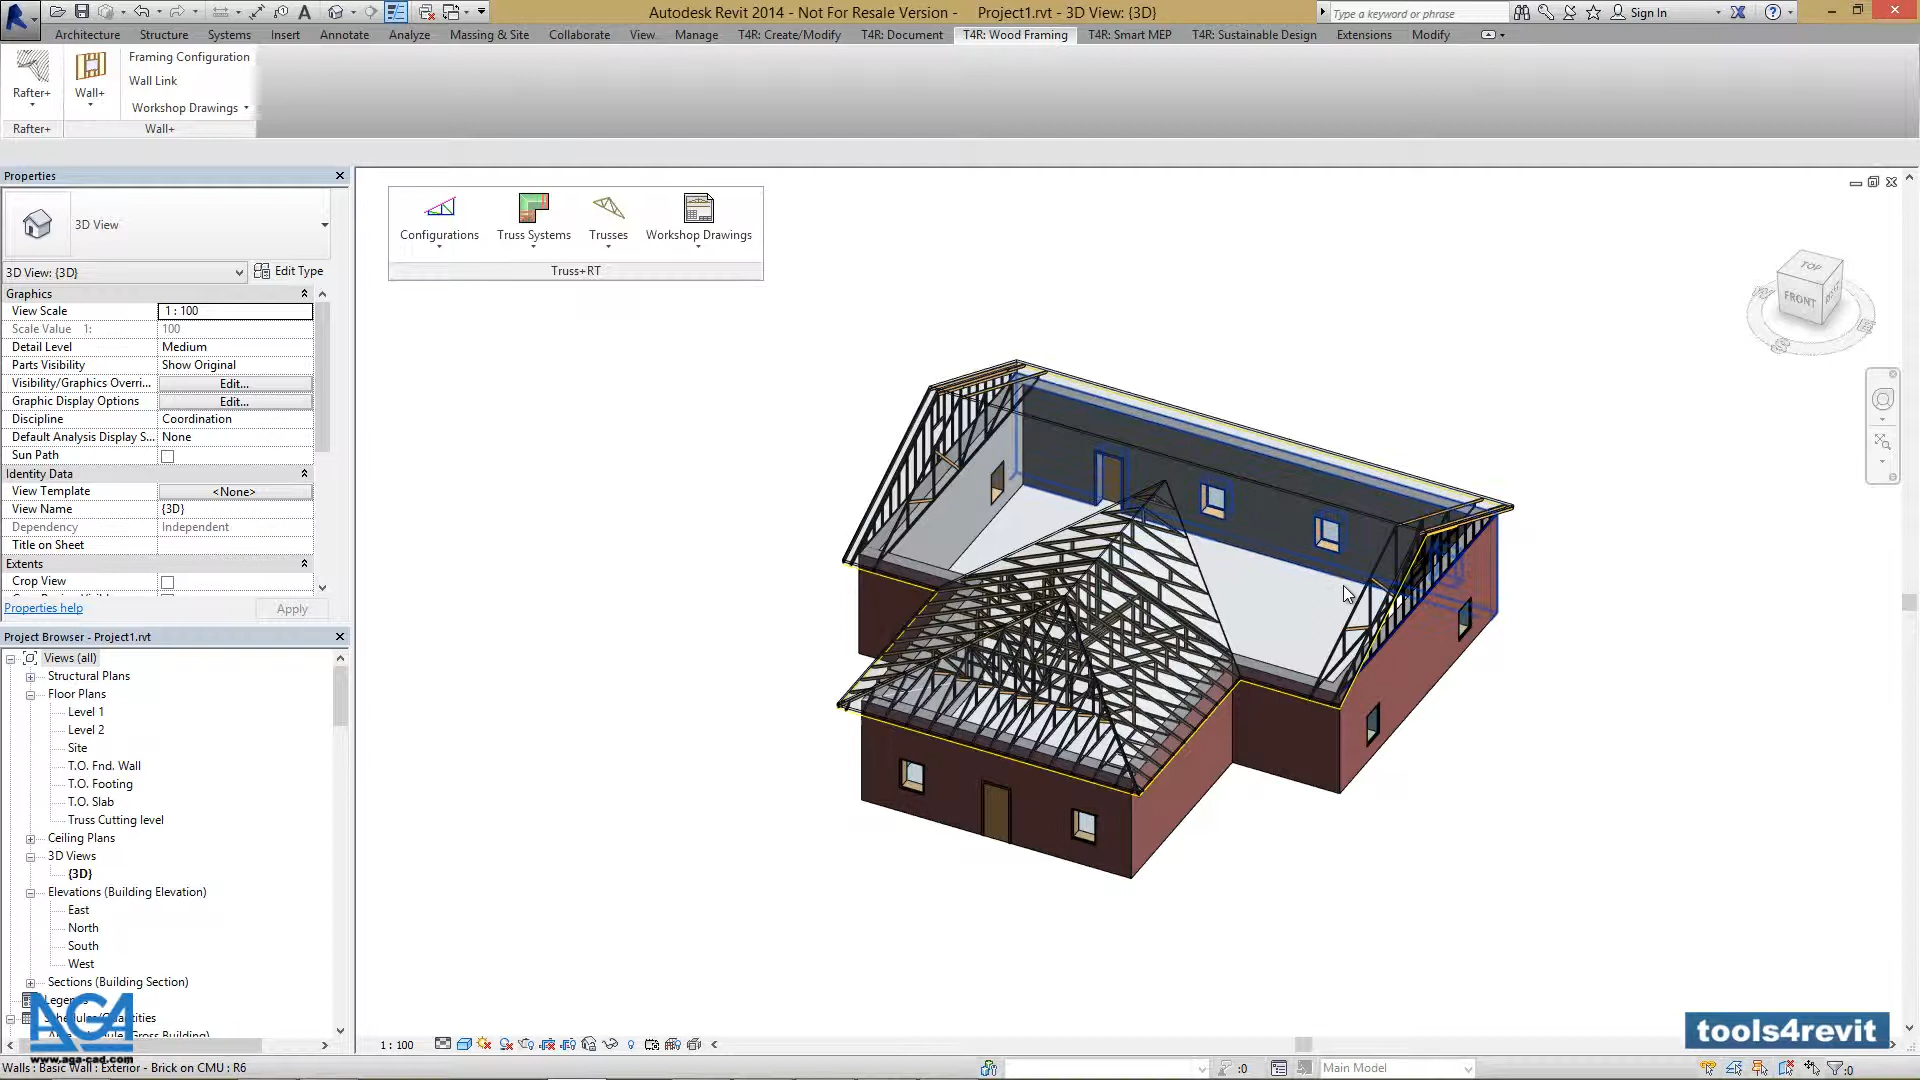 Autodesk Revit 2014 - Not For Resale Version - Project1.rvt - 3D View: {3D}
Type a keyword or phrase
Sign In
Architecture Structure Systems Insert Annotate Analyze Massing & Site Collaborate View Manage T4R: Create/Modify T4R: Document T4R: Wood Framing T4R: Smart MEP T4R: Sustainable Design Extensions Modify
Rafter+
Wall+
Framing Configuration
Wall Link
Workshop Drawings
Rafter+
Wall+
Properties
3D View
3D View: {3D}
Edit Type
Graphics
View Scale 1 : 100
Scale Value 1: 100
Detail Level Medium
Parts Visibility Show Original
Visibility/Graphics Overri... Edit...
Graphic Display Options Edit...
Discipline Coordination
Default Analysis Display S... None
Sun Path
Identity Data
View Template <None>
View Name {3D}
Dependency Independent
Title on Sheet
Extents
Crop View
Properties help
Apply
Project Browser - Project1.rvt
Views (all)
Structural Plans
Floor Plans
Level 1
Level 2
Site
T.O. Fnd. Wall
T.O. Footing
T.O. Slab
Truss Cutting level
Ceiling Plans
3D Views
{3D}
Elevations (Building Elevation)
East
North
South
West
Sections (Building Section)
AGA
www.aga-cad.com
Configurations
Truss Systems
Trusses
Workshop Drawings
Truss+RT
TOP
FRONT
1 : 100
tools4revit
Walls : Basic Wall : Exterior - Brick on CMU : R6
:0
Main Model
:0